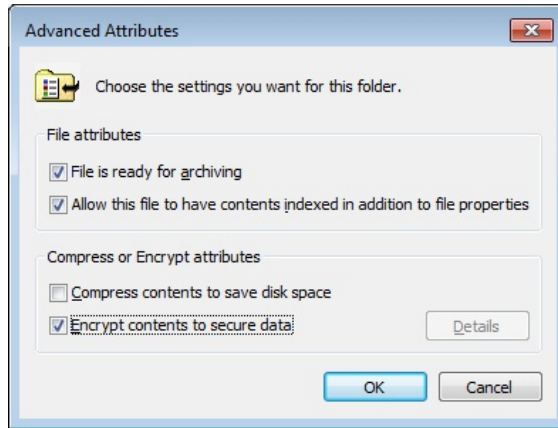 Advanced Attributes
Choose the settings you want for this folder.
File attributes
File is ready for archiving
Allow this file to have contents indexed in addition to file properties
Compress or Encrypt attributes
Compress contents to save disk space
Encrypt contents to secure data
Details
OK
Cancel